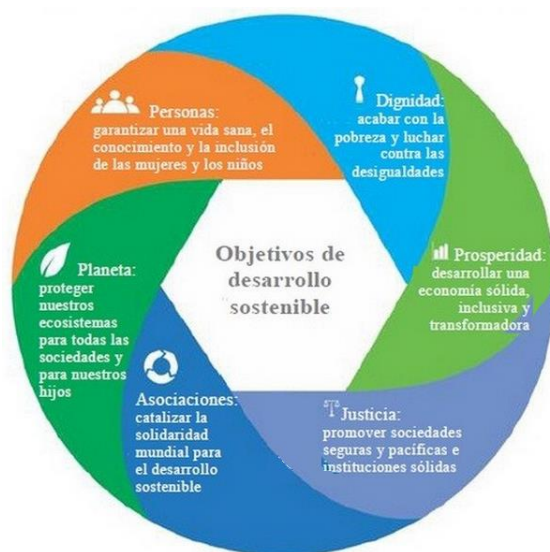 Objetivos de
desarrollo
sostenible
Dignidad:
acabar con la
pobreza y luchar
contra las
desigualdades
Prosperidad:
desarrollar una
economía sólida,
inclusiva y
transformadora
Justicia:
promover sociedades
seguras y pacíficas e
instituciones sólidas
Asociaciones:
catalizar la
solidaridad
mundial para
el desarrollo
sostenible
Planeta:
proteger
nuestros
ecosistemas
para todas las
sociedades y
para nuestros
hijos
Personas:
garantizar una vida sana, el
conocimiento y la inclusión
de las mujeres y los niños